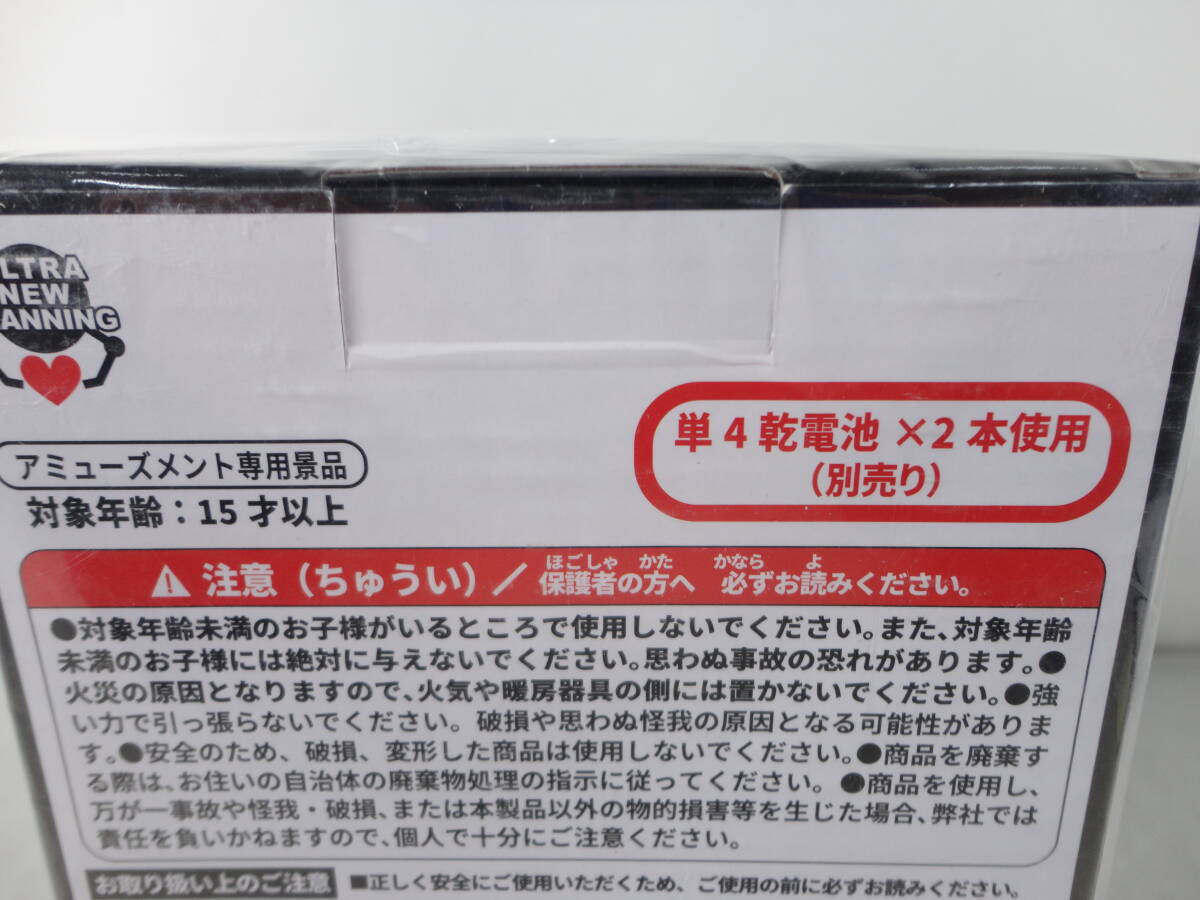 LTRA
NEW
ANNING
単4乾電池 ×2 本使用
（別売り）
アミューズメント専用景品
対象年齢：15 才以上
注意（ちゅうい）／ 保護者の方へ 必ずお読みください。
ほごしゃ かた かなら よ
●対象年齢未満のお子様がいるところで使用しないでください。また、対象年齢
未満のお子様には絶対に与えないでください。思わぬ事故の恐れがあります。●
火災の原因となりますので、火気や暖房器具の側には置かないでください。●強
い力で引っ張らないでください。破損や思わぬ怪我の原因となる可能性がありま
す。●安全のため、破損、変形した商品は使用しないでください。●商品を廃棄す
る際は、お住いの自治体の廃棄物処理の指示に従ってください。 ●商品を使用し、
万が一事故や怪我・破損、または本製品以外の物的損害等を生じた場合、弊社では
責任を負いかねますので、個人で十分にご注意ください。
お取り扱い上のご注意 ■正しく安全にご使用いただくため、ご使用の前に必ずお読みください。